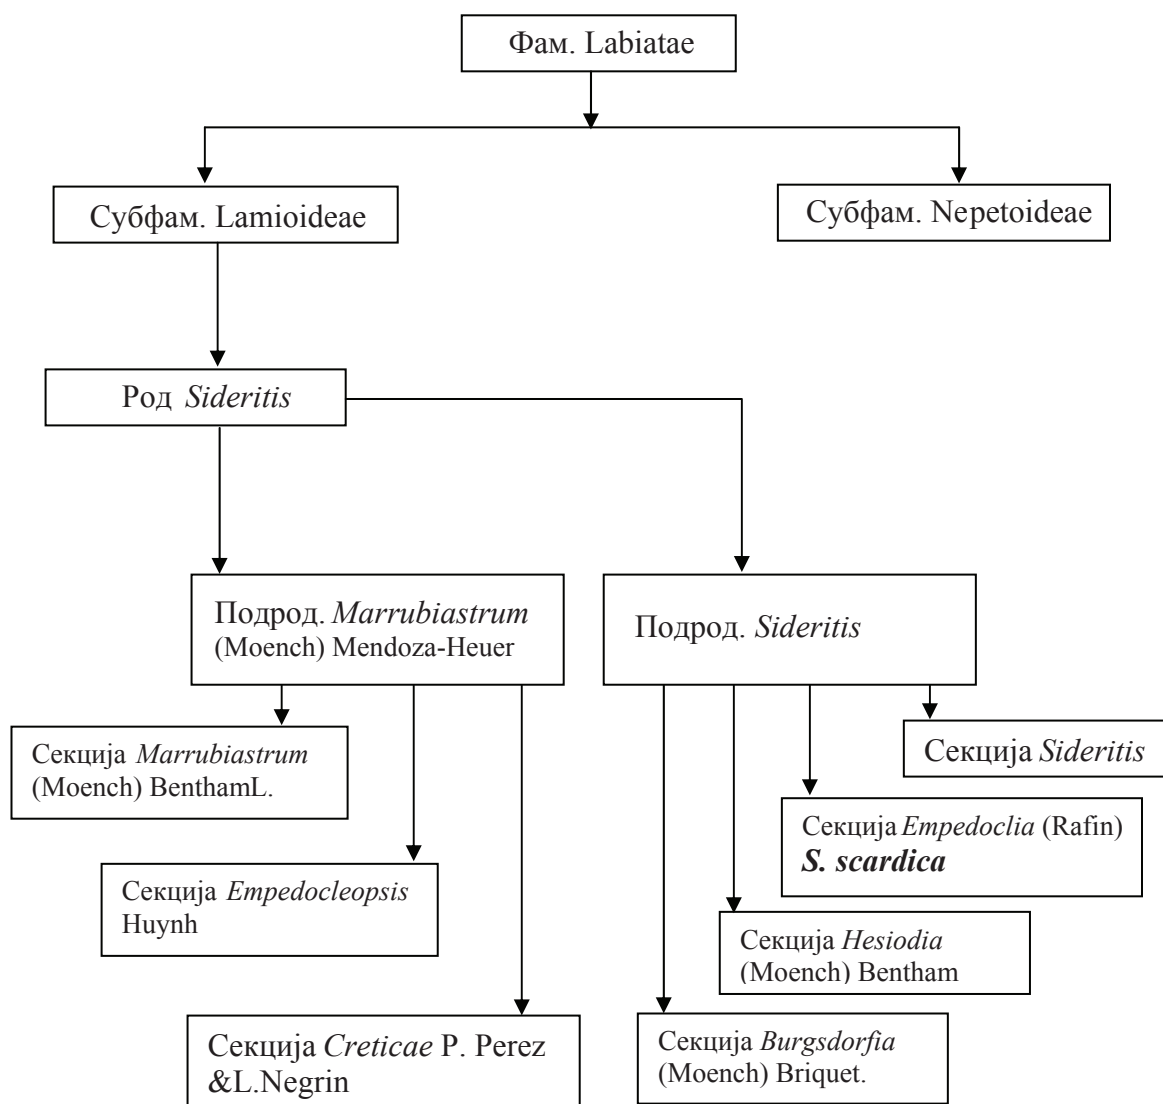 Фам. Labiatae
Субфам. Lamioideae
Субфам. Nepetoideae
Род Sideritis
Подрод. Marrubiastrum
(Moench) Mendoza-Heuer
Подрод. Sideritis
Секција Marrubiastrum
(Moench) BenthamL.
Секција Sideritis
Секција Empedoclia (Rafin)
S. scardica
Секција Empedocleopsis
Huynh
Секција Hesiodia
(Moench) Bentham
Секција Creticae P. Perez
&L.Negrin
Секција Burgsdorfia
(Moench) Briquet.